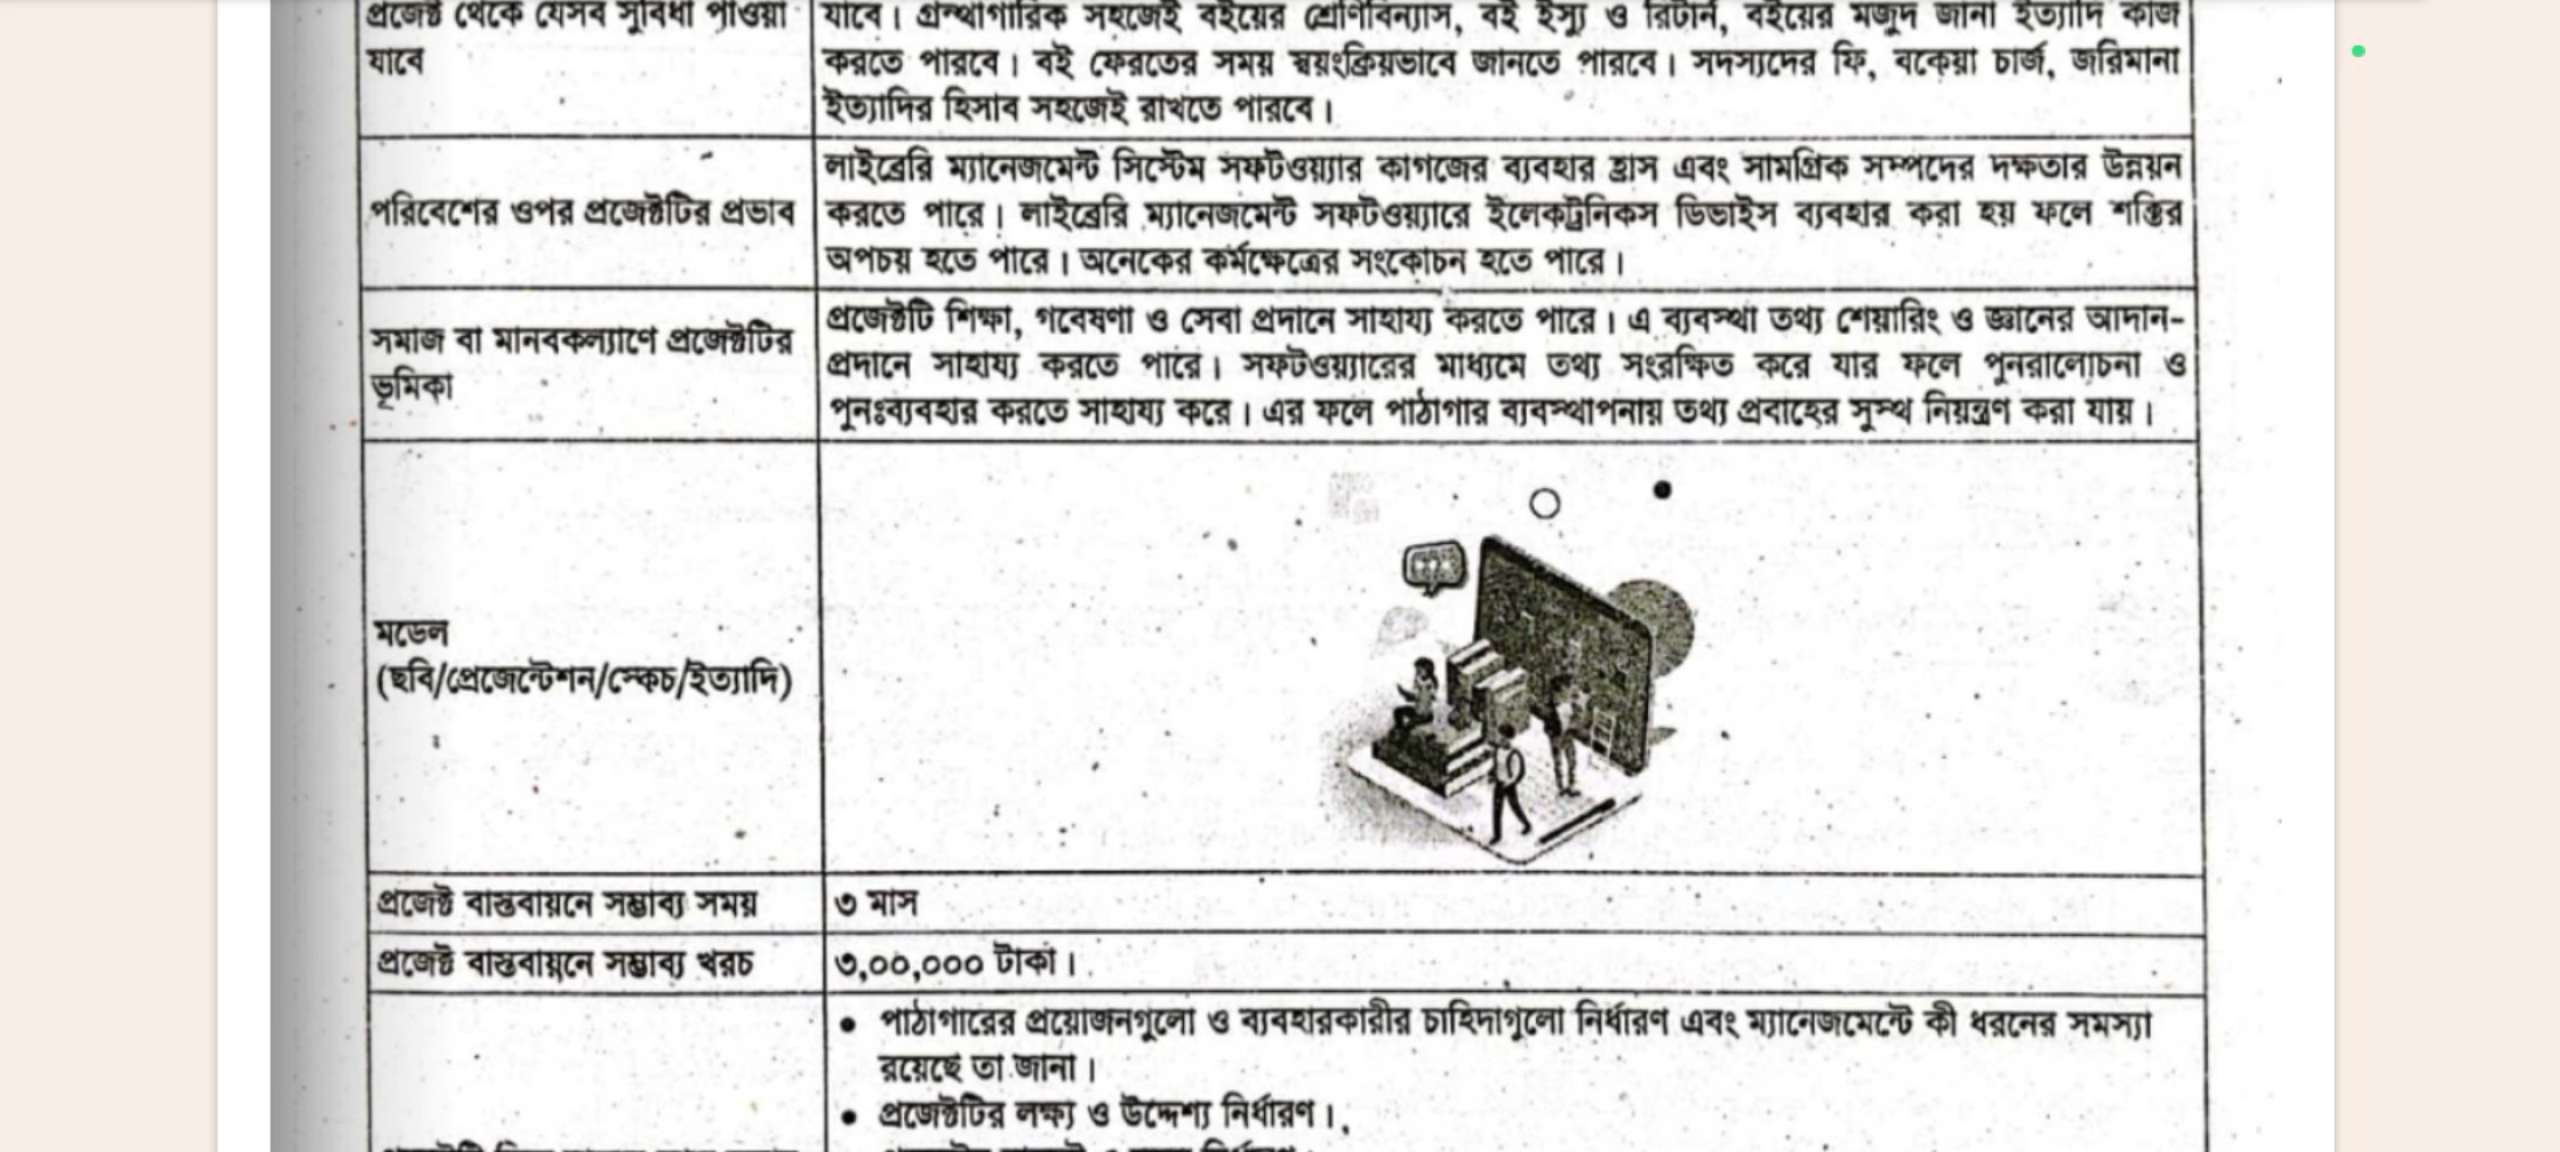 প্রজেক্ট থেকে যেসব সুবিধা পাওয়া
যাবে
যাবে। গ্রন্থাগারিক সহজেই বইয়ের শ্রেণিবিন্যাস, বই ইস্যু ও রিটার্ন, বইয়ের মজুদ জানা ইত্যাদি কাজ
করতে পারবে। বই ফেরতের সময় স্বয়ংক্রিয়ভাবে জানতে পারবে। সদস্যদের ফি, বকেয়া চার্জ, জরিমানা
ইত্যাদির হিসাব সহজেই রাখতে পারবে।
পরিবেশের ওপর প্রজেক্টটির প্রভাব
লাইব্রেরি ম্যানেজমেন্ট সিস্টেম সফটওয়্যার কাগজের ব্যবহার হ্রাস এবং সামগ্রিক সম্পদের দক্ষতার উন্নয়ন
করতে পারে। লাইব্রেরি ম্যানেজমেন্ট সফটওয়্যারে ইলেকট্রনিকস ডিভাইস ব্যবহার করা হয় ফলে শক্তির
অপচয় হতে পারে। অনেকের কর্মক্ষেত্রের সংকোচন হতে পারে।
সমাজ বা মানবকল্যাণে প্রজেক্টটির
ভূমিকা
প্রজেক্টটি শিক্ষা, গবেষণা ও সেবা প্রদানে সাহায্য করতে পারে। এ ব্যবস্থা তথ্য শেয়ারিং ও জ্ঞানের আদান-
প্রদানে সাহায্য করতে পারে। সফটওয়্যারের মাধ্যমে তথ্য সংরক্ষিত করে যার ফলে পুনরালোচনা ও
পুনঃব্যবহার করতে সাহায্য করে। এর ফলে পাঠাগার ব্যবস্থাপনায় তথ্য প্রবাহের সুস্থ নিয়ন্ত্রণ করা যায়।
মডেল
(ছবি/প্রেজেন্টেশন/স্কেচ/ইত্যাদি)
প্রজেক্ট বাস্তবায়নে সম্ভাব্য সময়
৩ মাস
প্রজেক্ট বাস্তবায়নে সম্ভাব্য খরচ
৩,০০,০০০ টাকা।
• পাঠাগারের প্রয়োজনগুলো ও ব্যবহারকারীর চাহিদাগুলো নির্ধারণ এবং ম্যানেজমেন্টে কী ধরনের সমস্যা
রয়েছে তা জানা।
• প্রজেক্টটির লক্ষ্য ও উদ্দেশ্য নির্ধারণ।